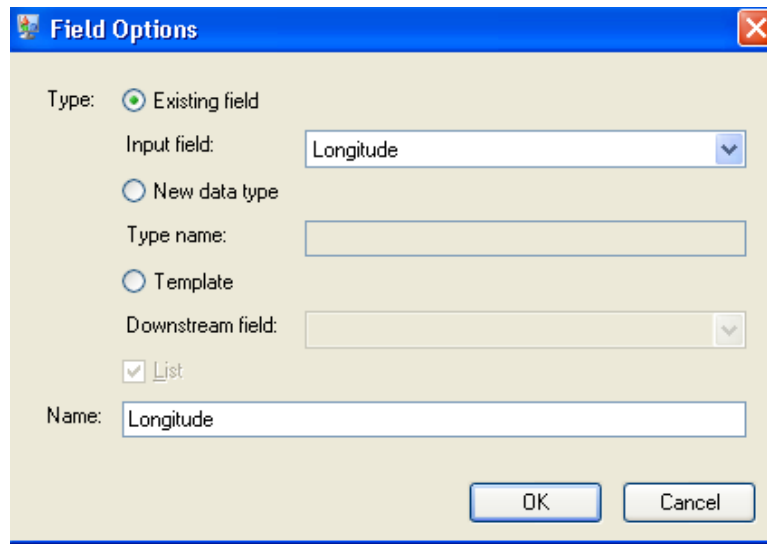 Field Options
Type: Existing field
Input field: Longitude
New data type
Type name:
Template
Downstream field:
List
Name: Longitude
OK Cancel